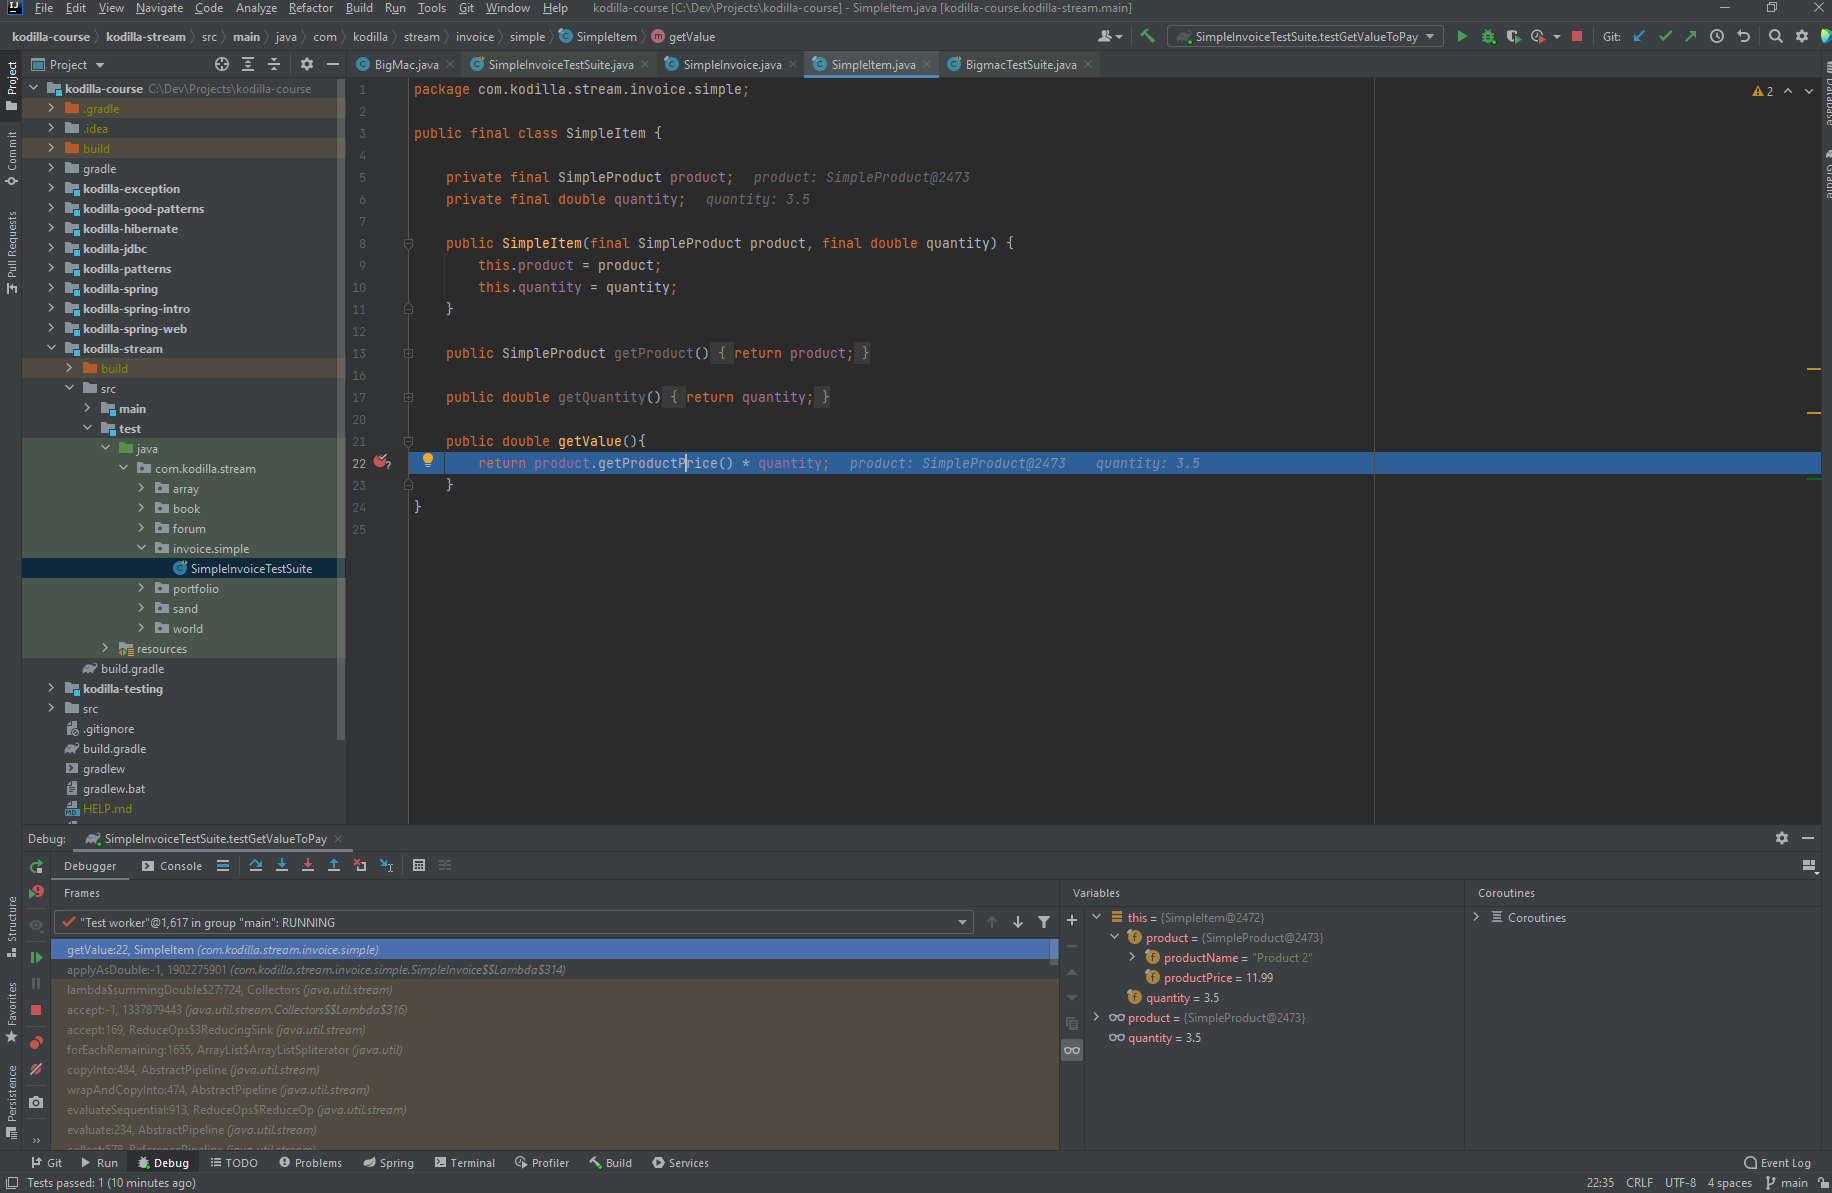 File Edit View Navigate Code Analyze Refactor Build Run Tools Git Window Help kodilla-course [C:\Dev\Projects\kodilla-course] - SimpleItem.java [kodilla-course.kodilla-stream.main]
kodilla-course kodilla-stream src main java com kodilla stream invoice simple SimpleItem getValue SimpleInvoiceTestSuite.testGetValueToPay Git:
Project
BigMac.java SimpleInvoiceTestSuite.java SimpleInvoice.java SimpleItem.java BigmacTestSuite.java
Project
Commit
Pull Requests
Structure
Favorites
Persistence
Database
Gradle
kodilla-course C:\Dev\Projects\kodilla-course
.gradle
.idea
build
gradle
kodilla-exception
kodilla-good-patterns
kodilla-hibernate
kodilla-jdbc
kodilla-patterns
kodilla-spring
kodilla-spring-intro
kodilla-spring-web
kodilla-stream
build
src
main
test
java
com.kodilla.stream
array
book
forum
invoice.simple
SimpleInvoiceTestSuite
portfolio
sand
world
resources
build.gradle
kodilla-testing
src
.gitignore
build.gradle
gradlew
gradlew.bat
HELP.md
2
1 package com.kodilla.stream.invoice.simple;
2
3 public final class SimpleItem {
4
5 private final SimpleProduct product; product: SimpleProduct@2473
6 private final double quantity; quantity: 3.5
7
8 public SimpleItem(final SimpleProduct product, final double quantity) {
9 this.product = product;
10 this.quantity = quantity;
11 }
12
13 public SimpleProduct getProduct() { return product; }
16
17 public double getQuantity() { return quantity; }
20
21 public double getValue(){
22 return product.getProductPrice() * quantity; product: SimpleProduct@2473 quantity: 3.5
23 }
24 }
25
Debug: SimpleInvoiceTestSuite.testGetValueToPay
Debugger Console
Frames
"Test worker"@1,617 in group "main": RUNNING
getValue:22, SimpleItem (com.kodilla.stream.invoice.simple)
applyAsDouble:-1, 1902275901 (com.kodilla.stream.invoice.simple.SimpleInvoice$$Lambda$314)
lambda$summingDouble$27:724, Collectors (java.util.stream)
accept:-1, 1337879443 (java.util.stream.Collectors$$Lambda$316)
accept:169, ReduceOps$3ReducingSink (java.util.stream)
forEachRemaining:1655, ArrayList$ArrayListSpliterator (java.util)
copyInto:484, AbstractPipeline (java.util.stream)
wrapAndCopyInto:474, AbstractPipeline (java.util.stream)
evaluateSequential:913, ReduceOps$ReduceOp (java.util.stream)
evaluate:234, AbstractPipeline (java.util.stream)
collect:578, ReferencePipeline (java.util.stream)
Variables
this = {SimpleItem@2472}
product = {SimpleProduct@2473}
productName = "Product 2"
productPrice = 11.99
quantity = 3.5
product = {SimpleProduct@2473}
quantity = 3.5
Coroutines
Coroutines
Git Run Debug TODO Problems Spring Terminal Profiler Build Services Event Log
Tests passed: 1 (10 minutes ago) 22:35 CRLF UTF-8 4 spaces main